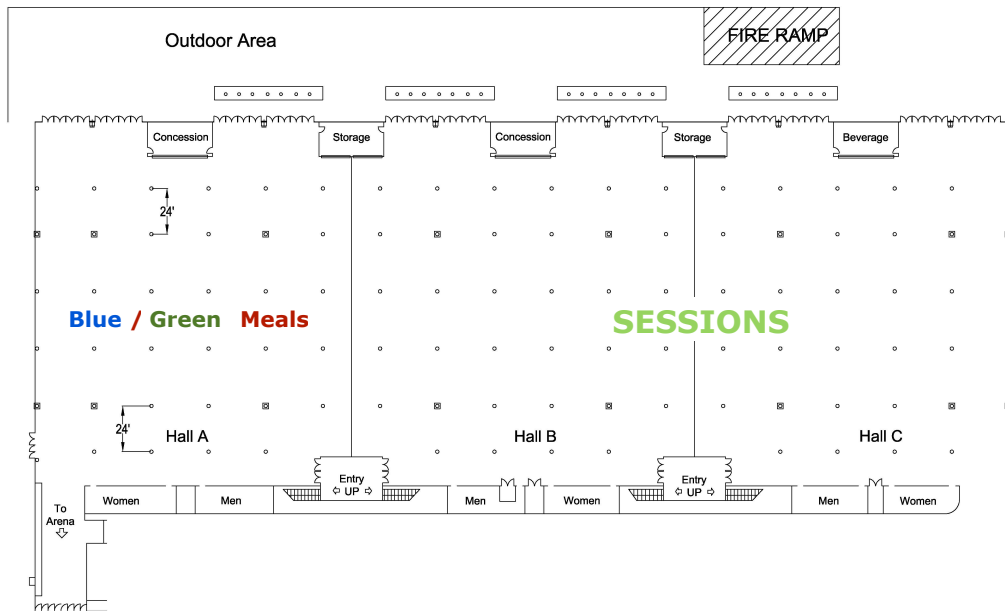 Outdoor Area
FIRE RAMP
Concession
Storage
Concession
Storage
Beverage
24'
Blue / Green Meals
SESSIONS
24'
Hall A
Hall B
Hall C
Entry
UP
Entry
UP
Women
Men
Men
Women
Men
Women
To
Arena